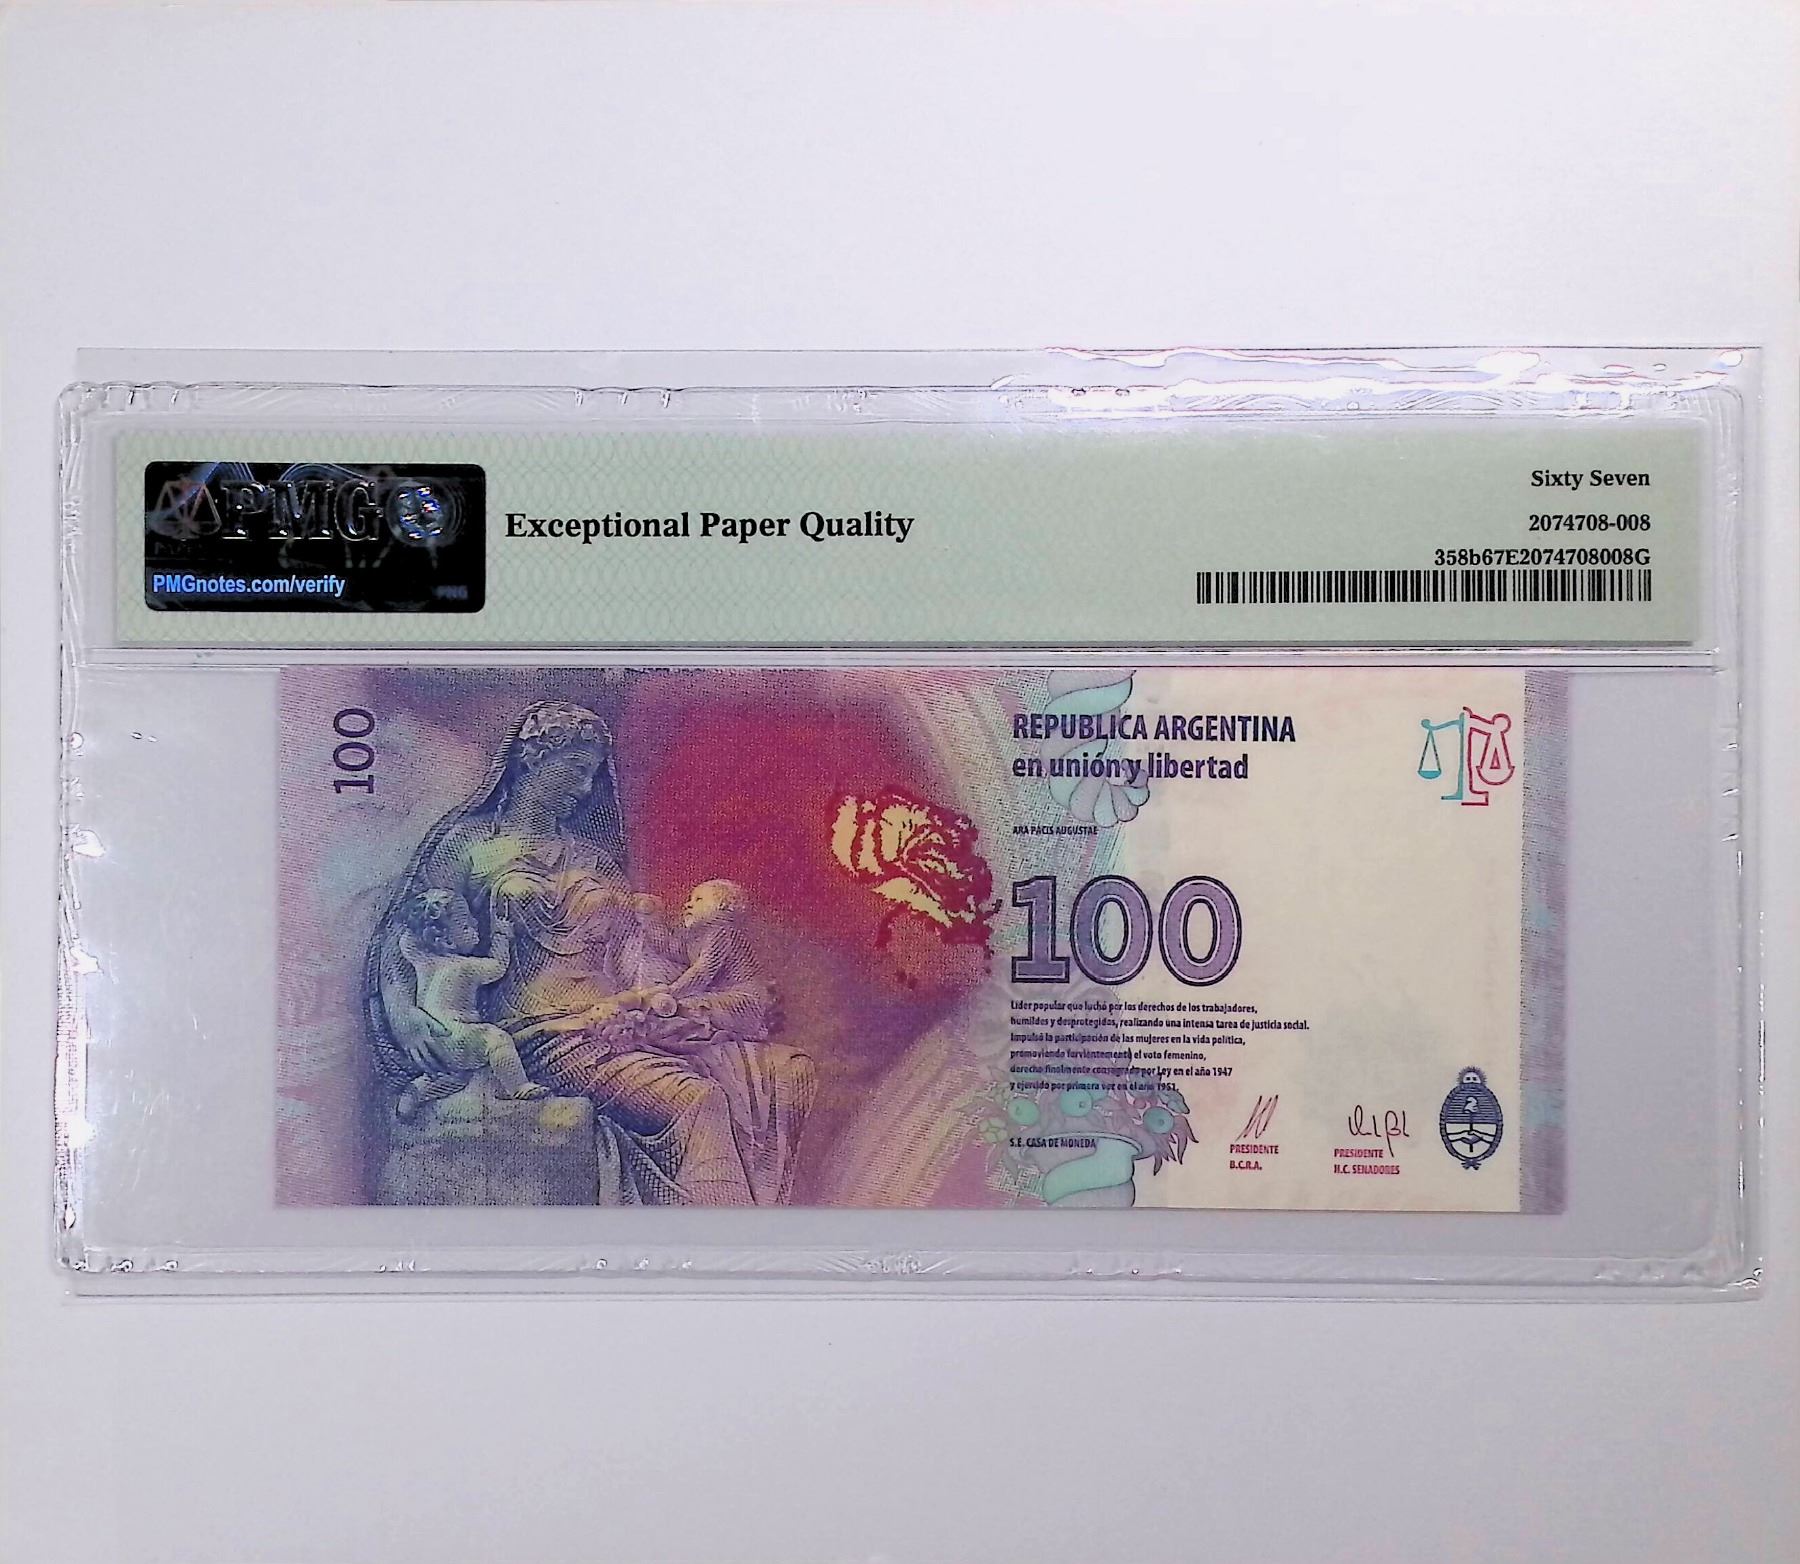 PMG
PMGnotes.com/verify
Exceptional Paper Quality
Sixty Seven
2074708-008
358b67E2074708008G
100
REPUBLICA ARGENTINA
en unión y libertad
ARA PACIS AUGUSTAE
100
Líder popular que luchó por los derechos de los trabajadores,
humildes y desprotegidos, realizando una intensa tarea de justicia social.
Impulsó la participación de las mujeres en la vida política,
promoviendo fervientemente el voto femenino,
derecho finalmente consagrado por Ley en el año 1947
y ejercido por primera vez en el año 1951.
S.E. CASA DE MONEDA
PRESIDENTE
B.C.R.A.
PRESIDENTE
H.C. SENADORES